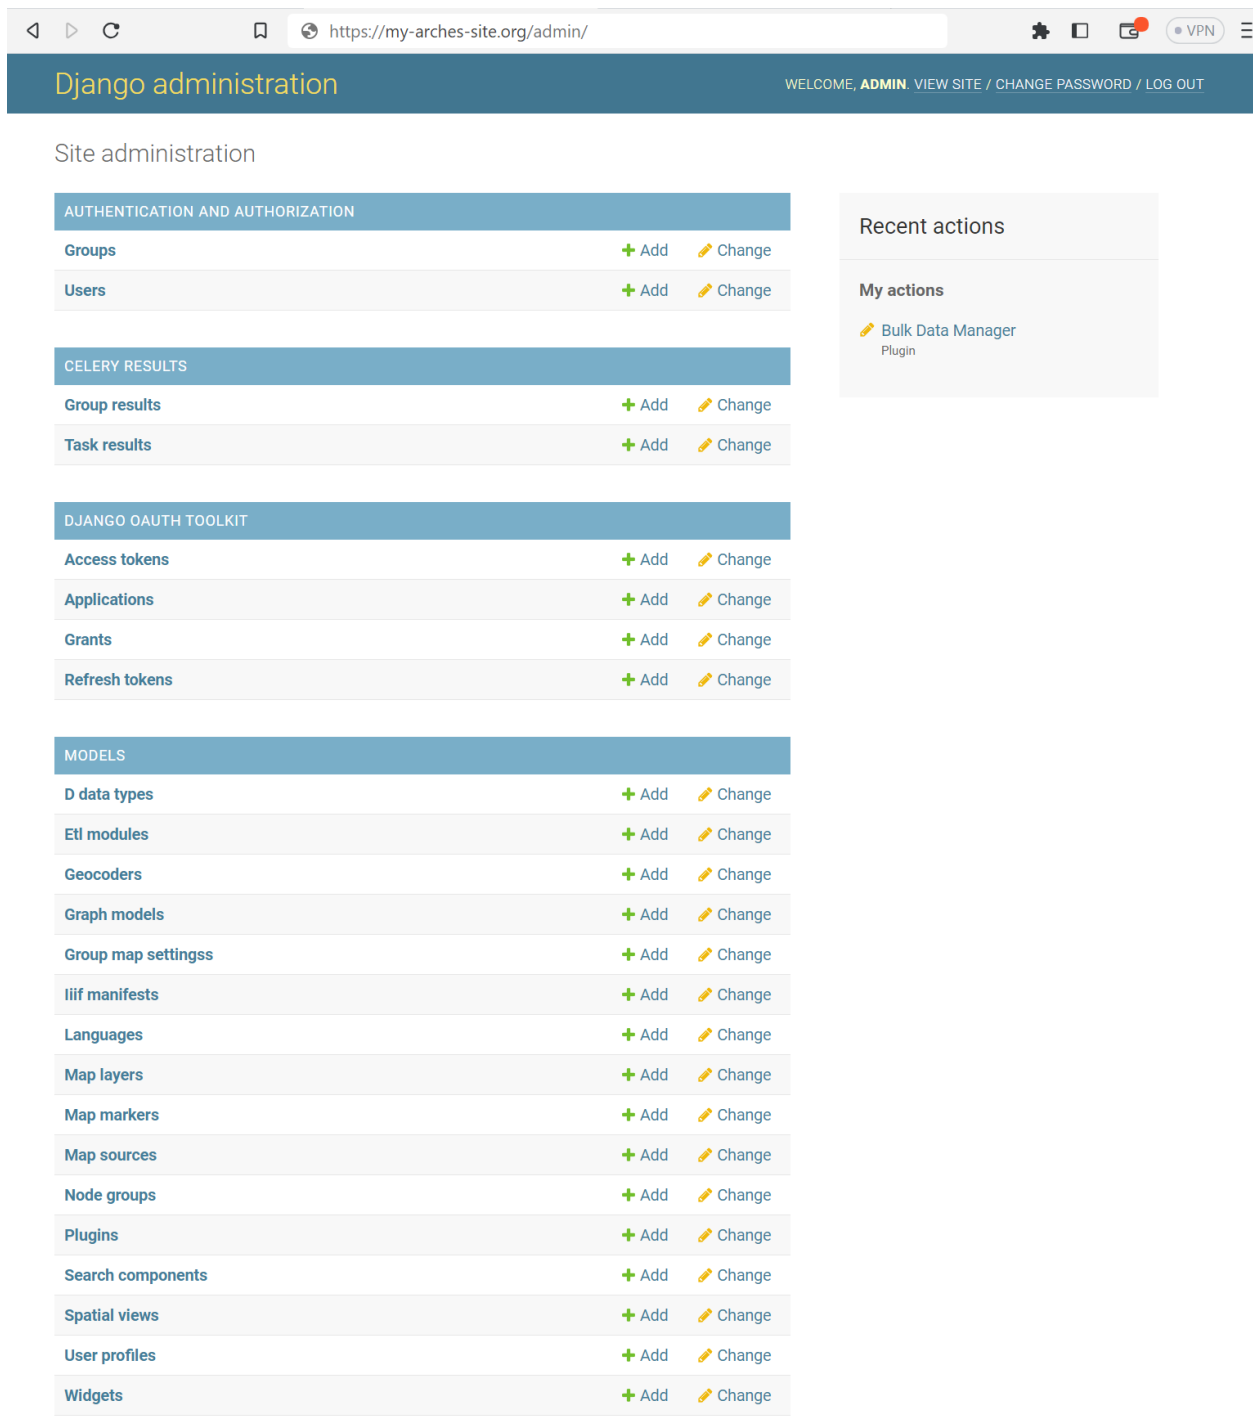 https://my-arches-site.org/admin/
VPN
Django administration
WELCOME, ADMIN. VIEW SITE / CHANGE PASSWORD / LOG OUT
Site administration
AUTHENTICATION AND AUTHORIZATION
Groups Add Change
Users Add Change
CELERY RESULTS
Group results Add Change
Task results Add Change
DJANGO OAUTH TOOLKIT
Access tokens Add Change
Applications Add Change
Grants Add Change
Refresh tokens Add Change
MODELS
D data types Add Change
Etl modules Add Change
Geocoders Add Change
Graph models Add Change
Group map settingss Add Change
Iiif manifests Add Change
Languages Add Change
Map layers Add Change
Map markers Add Change
Map sources Add Change
Node groups Add Change
Plugins Add Change
Search components Add Change
Spatial views Add Change
User profiles Add Change
Widgets Add Change
Recent actions
My actions
Bulk Data Manager
Plugin